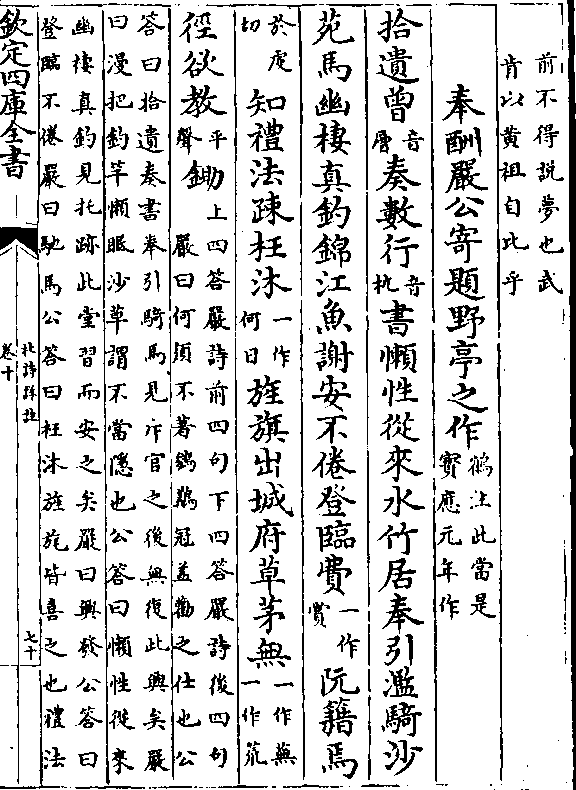 前不得説夢也武
肯以黄祖自比乎
奉酬嚴公寄題野亭之作鶴注此當是
寳應元年作
拾遺曾音層奏數行音杭書懶性從來水竹居奉引濫騎沙
苑馬幽棲真釣錦江魚謝安不倦登臨費一作賞阮籍焉
於虔切知禮法疎枉沐一作何日旌旗出城府草茅無一作蕪一作荒
徑欲教平聲鋤上四答嚴詩前四句下四答嚴詩後四句
嚴曰何須不著鵕鸃冠葢勸之仕也公
答曰拾遺奏書奉引騎馬見作官之後無復此興矣嚴
曰漫把釣竿懶眠沙草謂不當隱也公答曰懶性從來
幽棲真釣見托跡此堂習而安之矣嚴曰興發公答曰
登臨不倦嚴曰馳馬公答曰枉沐旌旄皆喜之也禮法
欽定四庫全書
杜詩詳註
卷十
七十